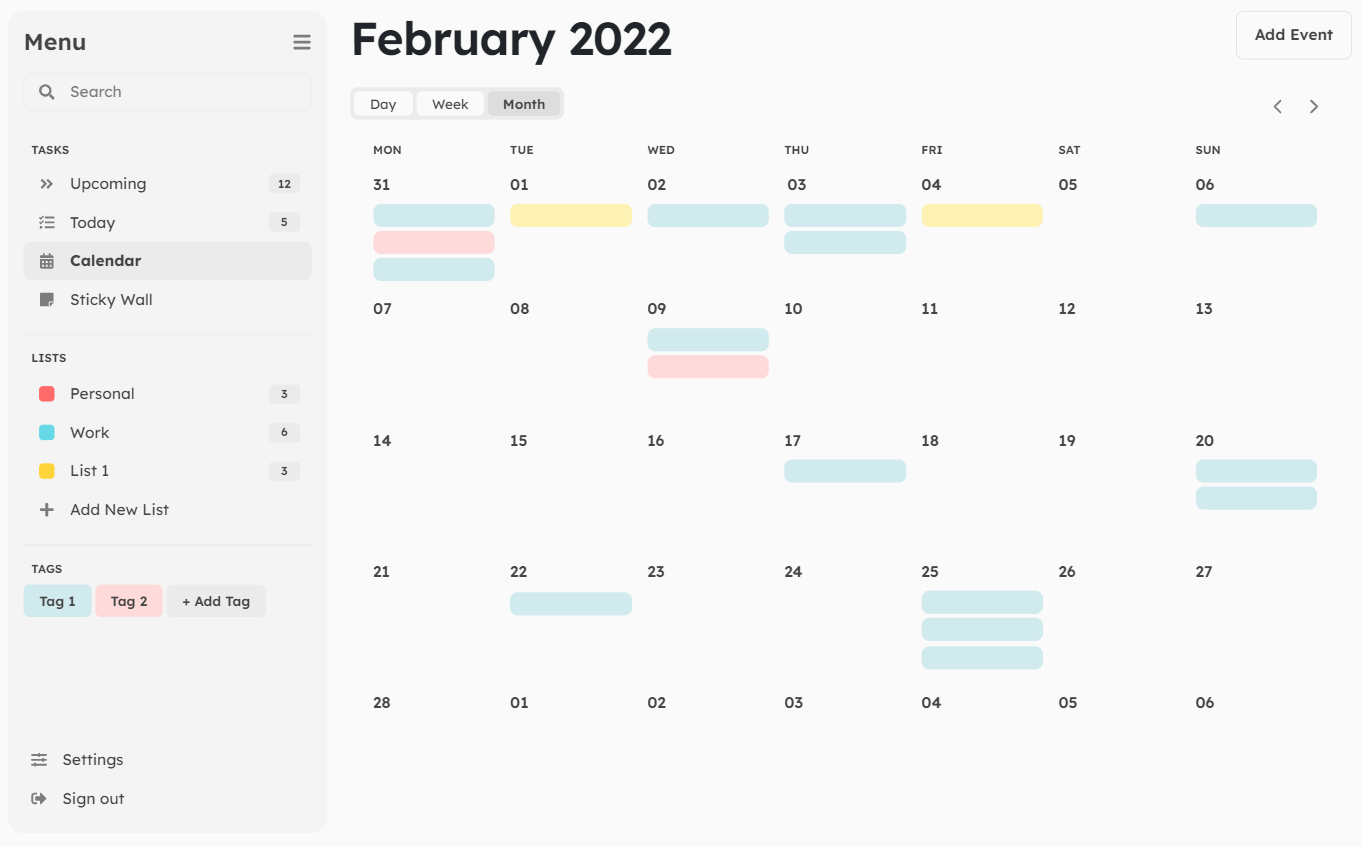 Menu
Search
TASKS
Upcoming 12
Today 5
Calendar
Sticky Wall
LISTS
Personal 3
Work 6
List 1 3
Add New List
TAGS
Tag 1 Tag 2 + Add Tag
Settings
Sign out
February 2022
Add Event
Day Week Month
MON TUE WED THU FRI SAT SUN
31 01 02 03 04 05 06
07 08 09 10 11 12 13
14 15 16 17 18 19 20
21 22 23 24 25 26 27
28 01 02 03 04 05 06